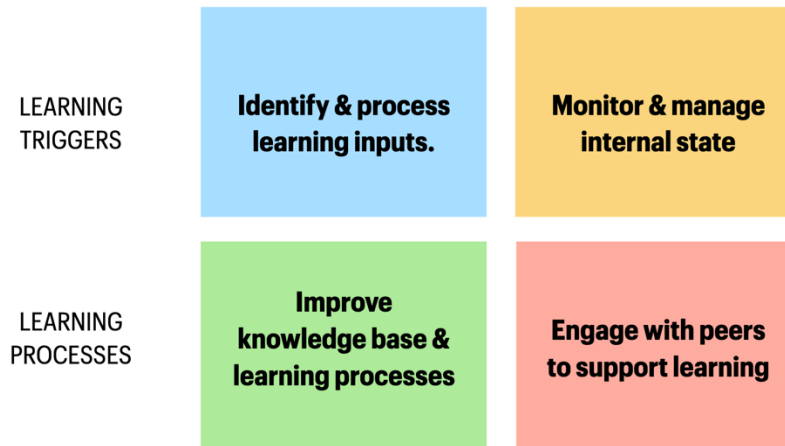 LEARNING
TRIGGERS
Identify & process
learning inputs.
Monitor & manage
internal state
LEARNING
PROCESSES
Improve
knowledge base &
learning processes
Engage with peers
to support learning